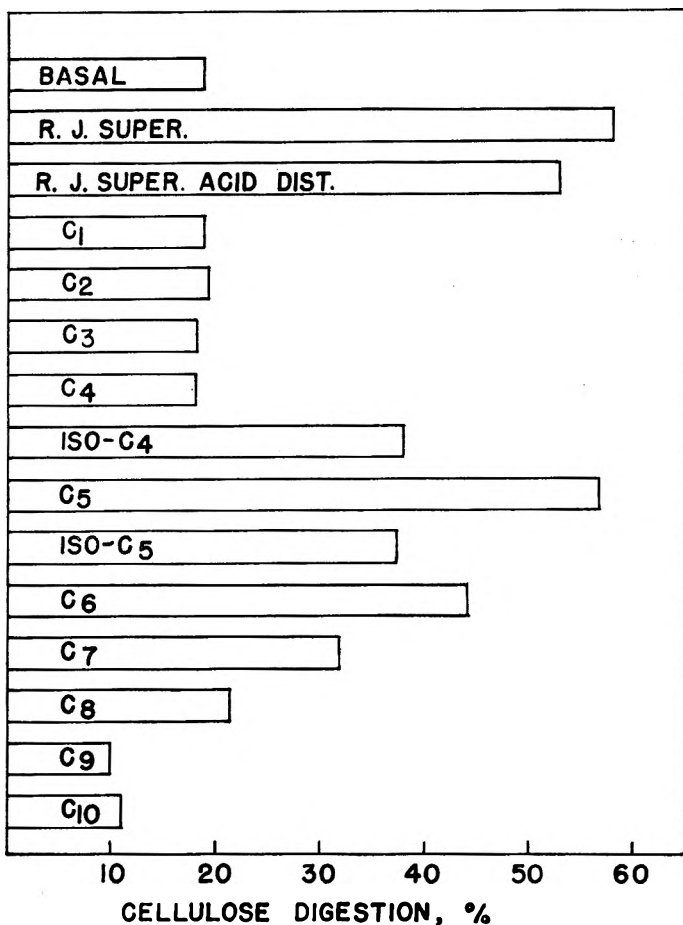 BASAL
R. J. SUPER.
R. J. SUPER. ACID DIST.
C1
C2
C3
C4
ISO-C4
C5
ISO-C5
C6
C7
C8
C9
C10
10 20 30 40 50 60
CELLULOSE DIGESTION, %